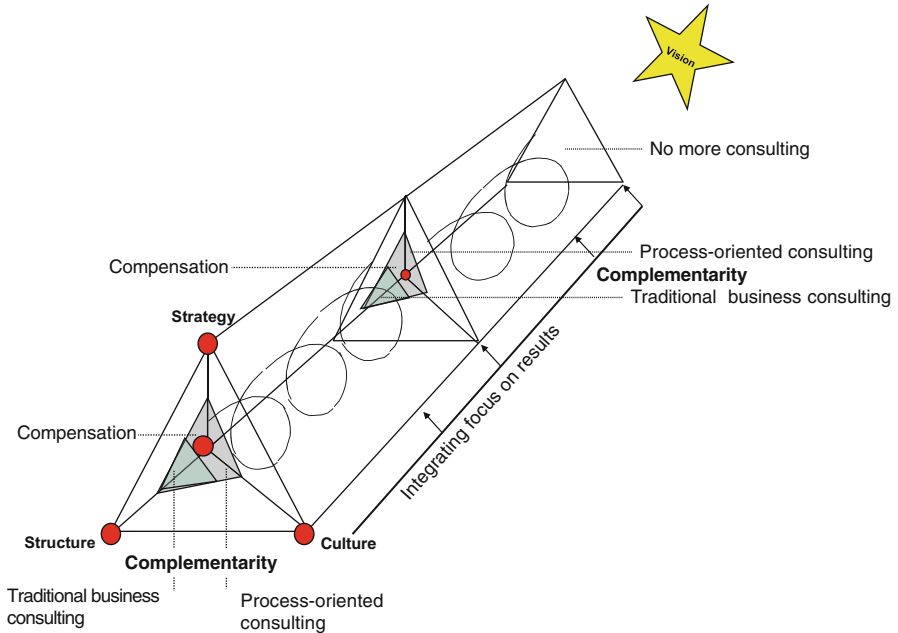 Vision
No more consulting
Process-oriented consulting
Compensation
Complementarity
Traditional business consulting
Strategy
Integrating focus on results
Compensation
Structure
Culture
Complementarity
Traditional business
consulting
Process-oriented
consulting